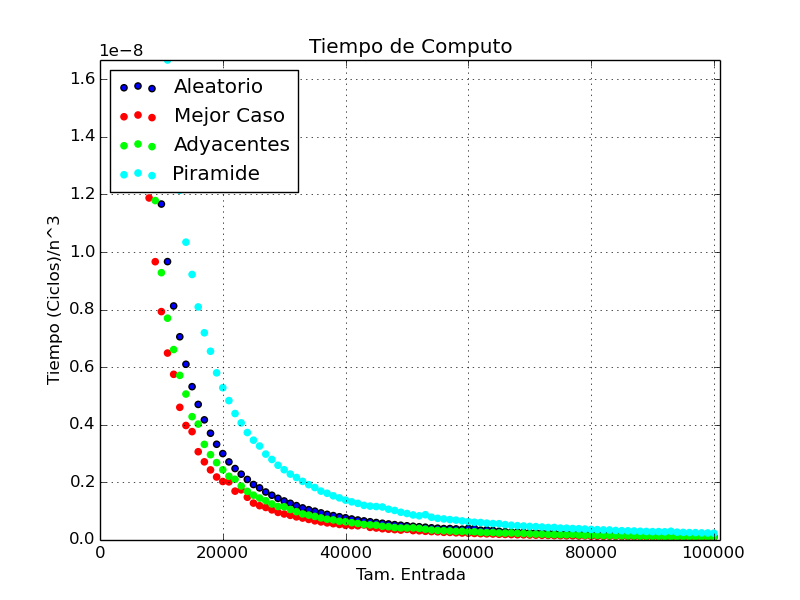 Tiempo de Computo
1e−8
1.6
1.4
1.2
1.0
0.8
0.6
0.4
0.2
0.0
Tiempo (Ciclos)/n^3
Aleatorio
Mejor Caso
Adyacentes
Piramide
0 20000 40000 60000 80000 100000
Tam. Entrada